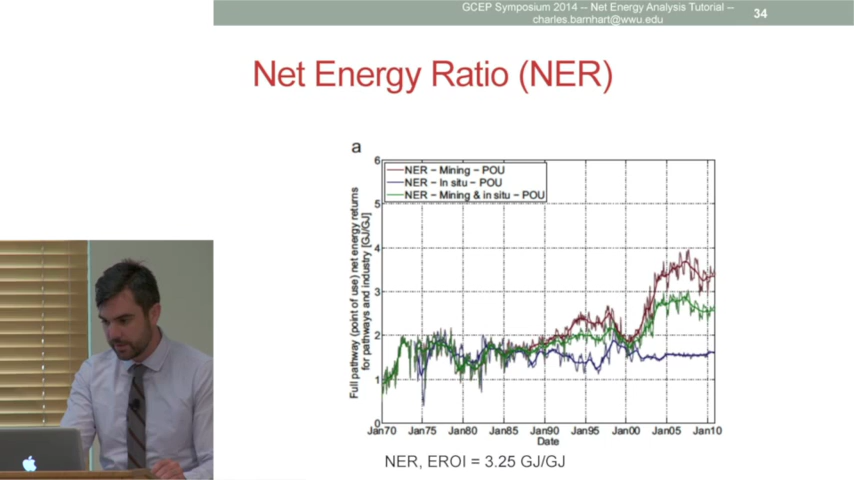 GCEP Symposium 2014 -- Net Energy Analysis Tutorial --
charles.barnhart@wwu.edu
34
Net Energy Ratio (NER)
a
NER – Mining – POU
NER – In situ – POU
NER – Mining & in situ – POU
Full pathway (point of use) net energy returns
for pathways and industry [GJ/GJ]
6
5
4
3
2
1
0
Jan70 Jan75 Jan80 Jan85 Jan90 Jan95 Jan00 Jan05 Jan10
Date
NER, EROI = 3.25 GJ/GJ